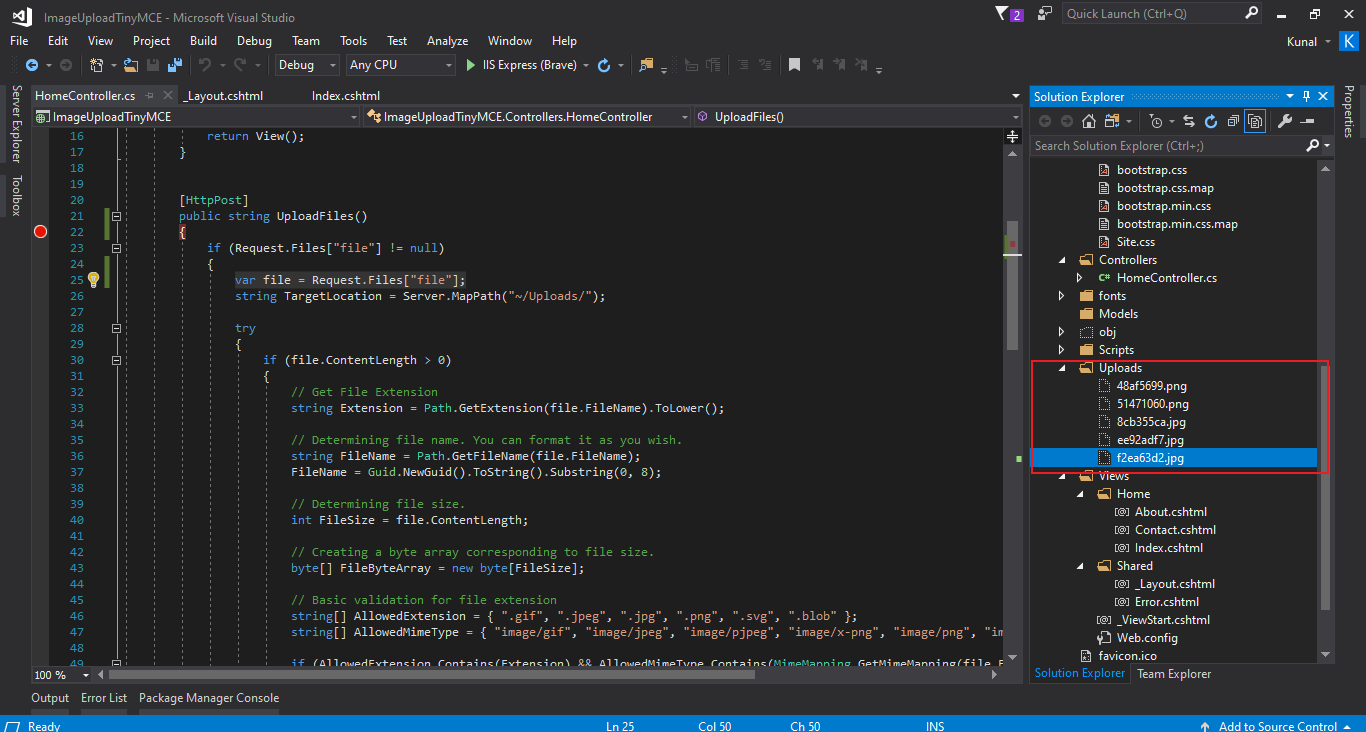 ImageUploadTinyMCE - Microsoft Visual Studio
2
Quick Launch (Ctrl+Q)
File Edit View Project Build Debug Team Tools Test Analyze Window Help
Kunal K
Debug Any CPU IIS Express (Brave)
Server Explorer
Toolbox
HomeController.cs _Layout.cshtml Index.cshtml
ImageUploadTinyMCE ImageUploadTinyMCE.Controllers.HomeController UploadFiles()
16 return View();
17 }
18
19
20 [HttpPost]
21 public string UploadFiles()
22 {
23 if (Request.Files["file"] != null)
24 {
25 var file = Request.Files["file"];
26 string TargetLocation = Server.MapPath("~/Uploads/");
27
28 try
29 {
30 if (file.ContentLength > 0)
31 {
32 // Get File Extension
33 string Extension = Path.GetExtension(file.FileName).ToLower();
34
35 // Determining file name. You can format it as you wish.
36 string FileName = Path.GetFileName(file.FileName);
37 FileName = Guid.NewGuid().ToString().Substring(0, 8);
38
39 // Determining file size.
40 int FileSize = file.ContentLength;
41
42 // Creating a byte array corresponding to file size.
43 byte[] FileByteArray = new byte[FileSize];
44
45 // Basic validation for file extension
46 string[] AllowedExtension = { ".gif", ".jpeg", ".jpg", ".png", ".svg", ".blob" };
47 string[] AllowedMimeType = { "image/gif", "image/jpeg", "image/pjpeg", "image/x-png", "image/png", "im
48
49 if (AllowedExtension.Contains(Extension) && AllowedMimeType.Contains(MimeMapping.GetMimeMapping(file.F
100 %
Solution Explorer
Search Solution Explorer (Ctrl+;)
bootstrap.css
bootstrap.css.map
bootstrap.min.css
bootstrap.min.css.map
Site.css
Controllers
C# HomeController.cs
fonts
Models
obj
Scripts
Uploads
48af5699.png
51471060.png
8cb355ca.jpg
ee92adf7.jpg
f2ea63d2.jpg
Views
Home
About.cshtml
Contact.cshtml
Index.cshtml
Shared
_Layout.cshtml
Error.cshtml
_ViewStart.cshtml
Web.config
favicon.ico
Solution Explorer Team Explorer
Properties
Output Error List Package Manager Console
Ready Ln 25 Col 50 Ch 50 INS Add to Source Control